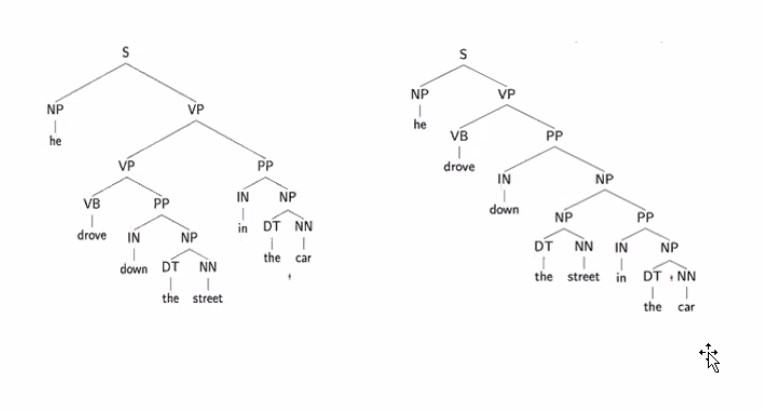 S
NP VP
he
VP PP
VB PP IN NP
drove IN NP in DT NN
down DT NN the car
the street
S
NP VP
he
VB PP
drove
IN NP
down
NP PP
DT NN IN NP
the street in DT NN
the car